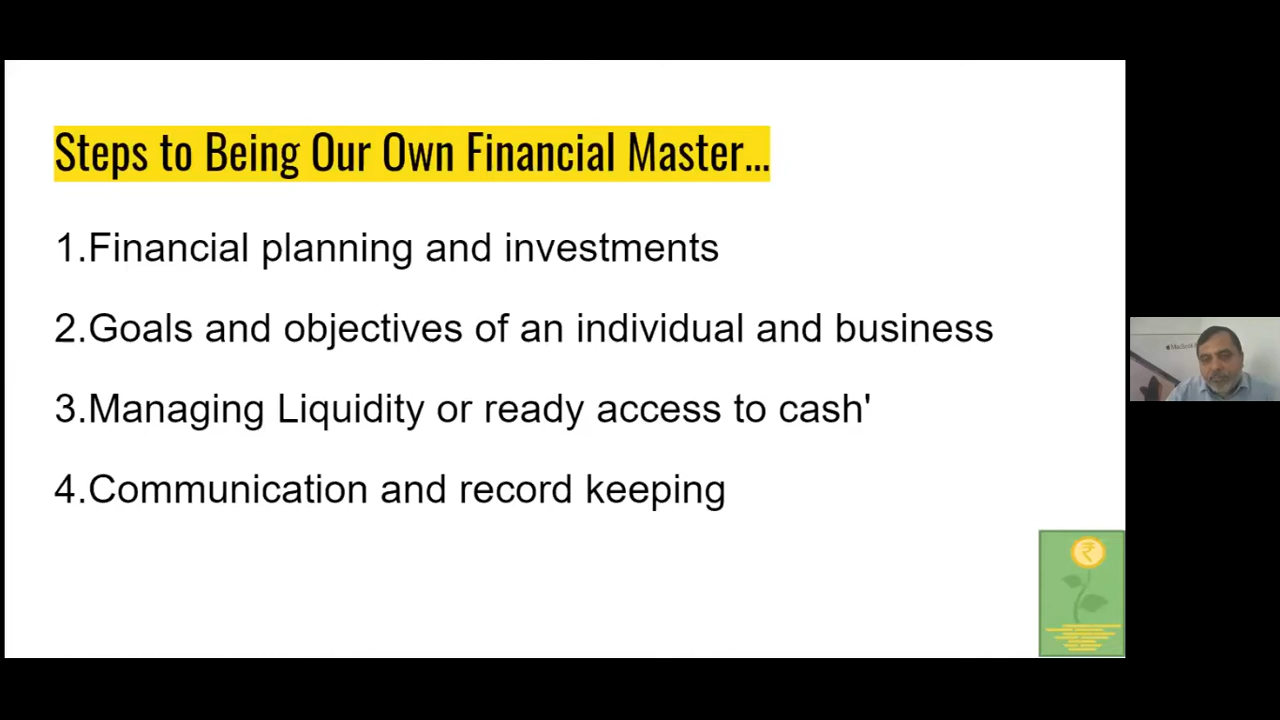 Steps to Being Our Own Financial Master...
1.Financial planning and investments
2.Goals and objectives of an individual and business
3.Managing Liquidity or ready access to cash'
4.Communication and record keeping
₹